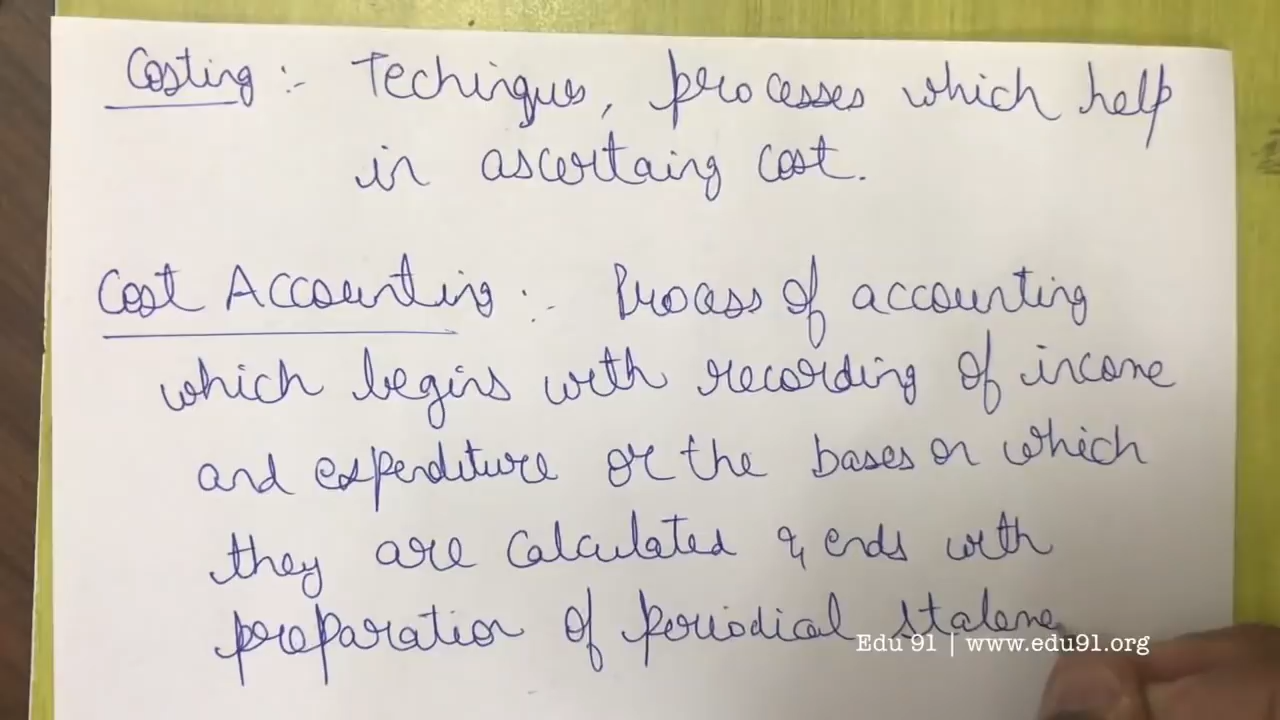 Costing :- Techinques, processes which help
in ascertaing cost.
Cost Accounting :- Process of accounting
which begins with recording of income
and expenditure or the bases on which
they are calculated & ends with
preparation of periodical stateme
Edu 91 | www.edu91.org